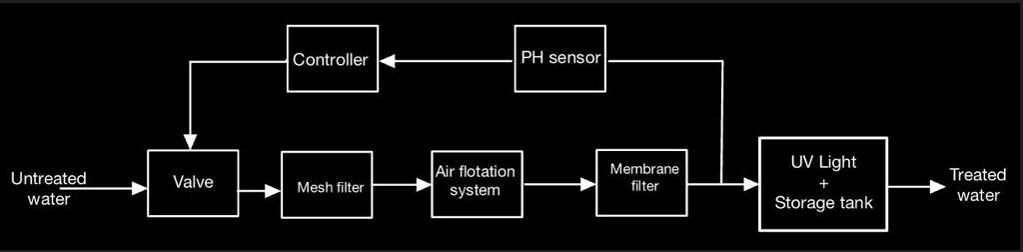 Controller
PH sensor
Untreated
water
Valve
Mesh filter
Air flotation
system
Membrane
filter
UV Light
+
Storage tank
Treated
water